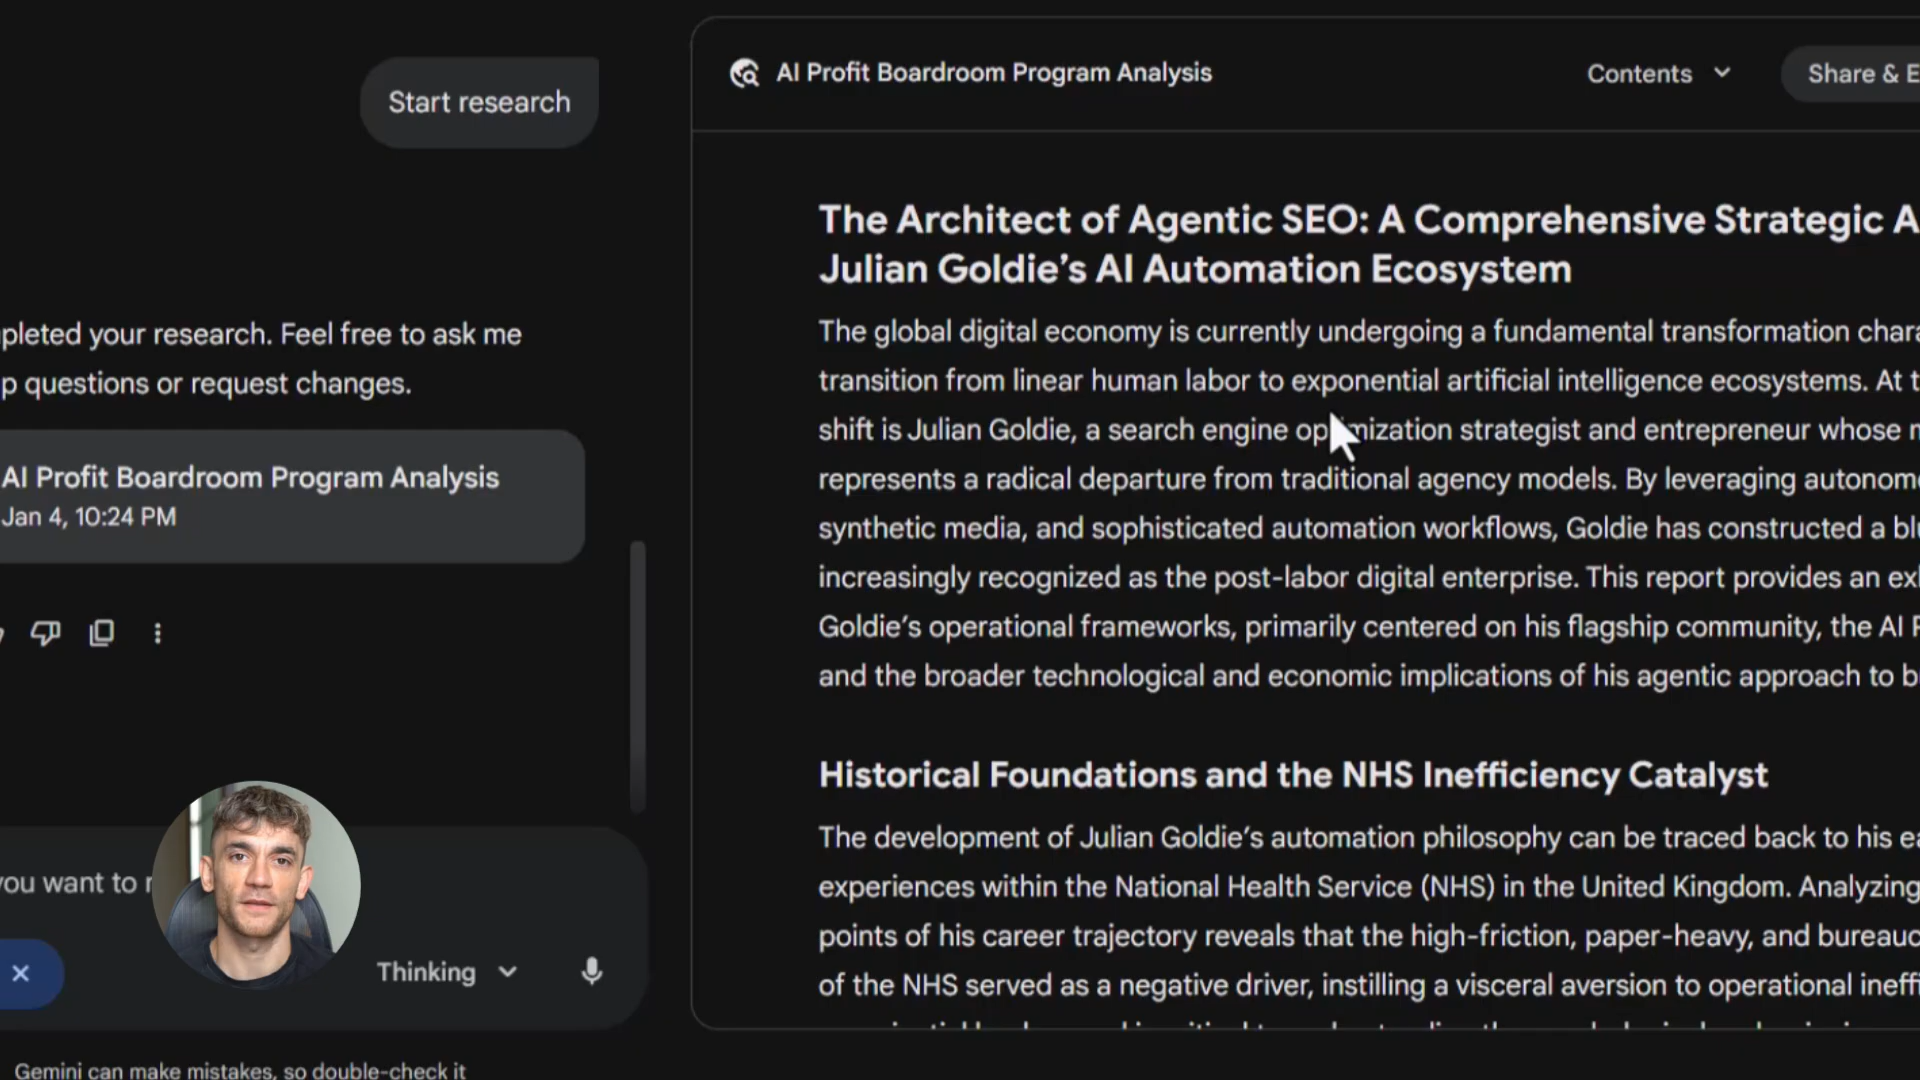 Start research
pleted your research. Feel free to ask me
p questions or request changes.
AI Profit Boardroom Program Analysis
Jan 4, 10:24 PM
you want to r
Thinking
Gemini can make mistakes, so double-check it
AI Profit Boardroom Program Analysis
Contents
Share & E
The Architect of Agentic SEO: A Comprehensive Strategic A
Julian Goldie's AI Automation Ecosystem
The global digital economy is currently undergoing a fundamental transformation chara
transition from linear human labor to exponential artificial intelligence ecosystems. At t
shift is Julian Goldie, a search engine optimization strategist and entrepreneur whose m
represents a radical departure from traditional agency models. By leveraging autonomo
synthetic media, and sophisticated automation workflows, Goldie has constructed a blu
increasingly recognized as the post-labor digital enterprise. This report provides an exh
Goldie's operational frameworks, primarily centered on his flagship community, the AI P
and the broader technological and economic implications of his agentic approach to b
Historical Foundations and the NHS Inefficiency Catalyst
The development of Julian Goldie's automation philosophy can be traced back to his ea
experiences within the National Health Service (NHS) in the United Kingdom. Analyzing
points of his career trajectory reveals that the high-friction, paper-heavy, and bureauc
of the NHS served as a negative driver, instilling a visceral aversion to operational ineffi